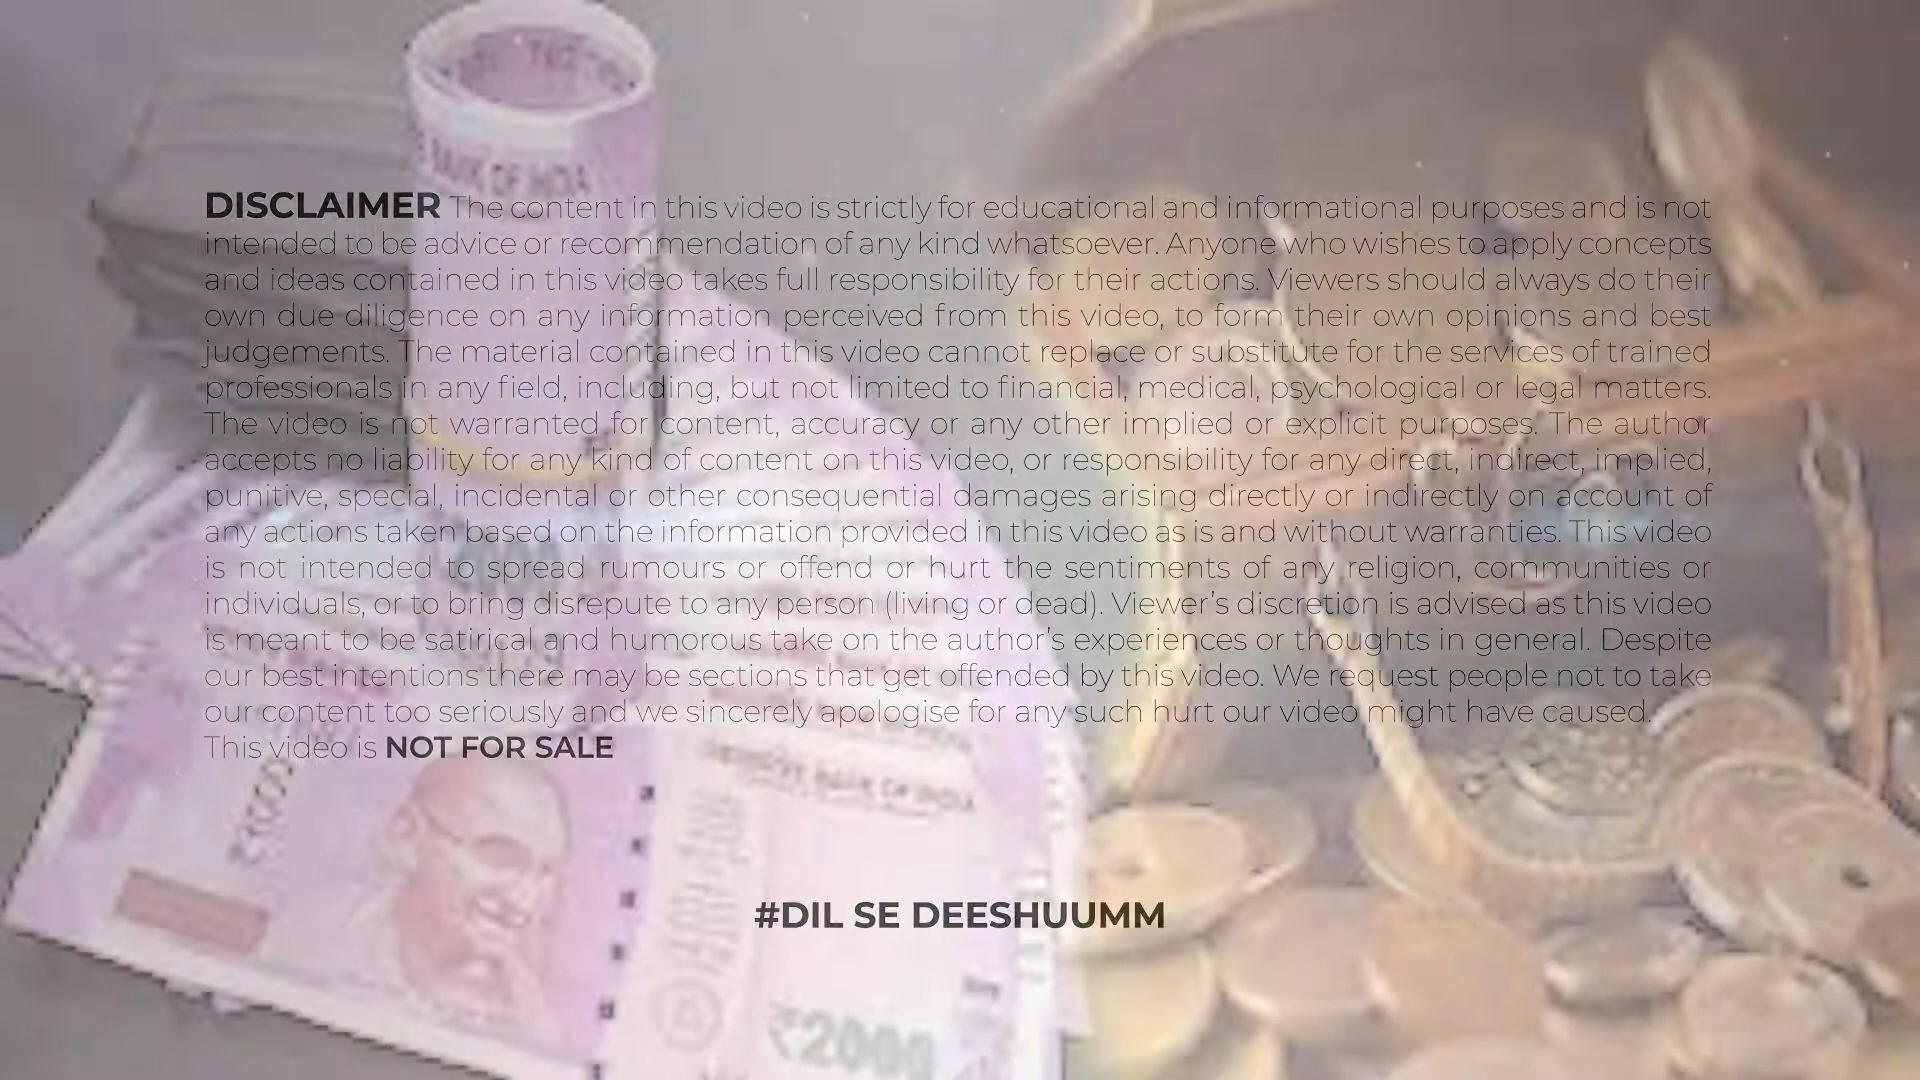 TWO
BANK OF INDIA
DISCLAIMER The content in this video is strictly for educational and informational purposes and is not
intended to be advice or recommendation of any kind whatsoever. Anyone who wishes to apply concepts
and ideas contained in this video takes full responsibility for their actions. Viewers should always do their
own due diligence on any information perceived from this video, to form their own opinions and best
judgements. The material contained in this video cannot replace or substitute for the services of trained
professionals in any field, including, but not limited to financial, medical, psychological or legal matters.
The video is not warranted for content, accuracy or any other implied or explicit purposes. The author
accepts no liability for any kind of content on this video, or responsibility for any direct, indirect, implied,
punitive, special, incidental or other consequential damages arising directly or indirectly on account of
any actions taken based on the information provided in this video as is and without warranties. This video
is not intended to spread rumours or offend or hurt the sentiments of any religion, communities or
individuals, or to bring disrepute to any person (living or dead). Viewer’s discretion is advised as this video
is meant to be satirical and humorous take on the author’s experiences or thoughts in general. Despite
our best intentions there may be sections that get offended by this video. We request people not to take
our content too seriously and we sincerely apologise for any such hurt our video might have caused.
This video is NOT FOR SALE
RESERVE BANK OF INDIA
#DIL SE DEESHUUMM
₹2000